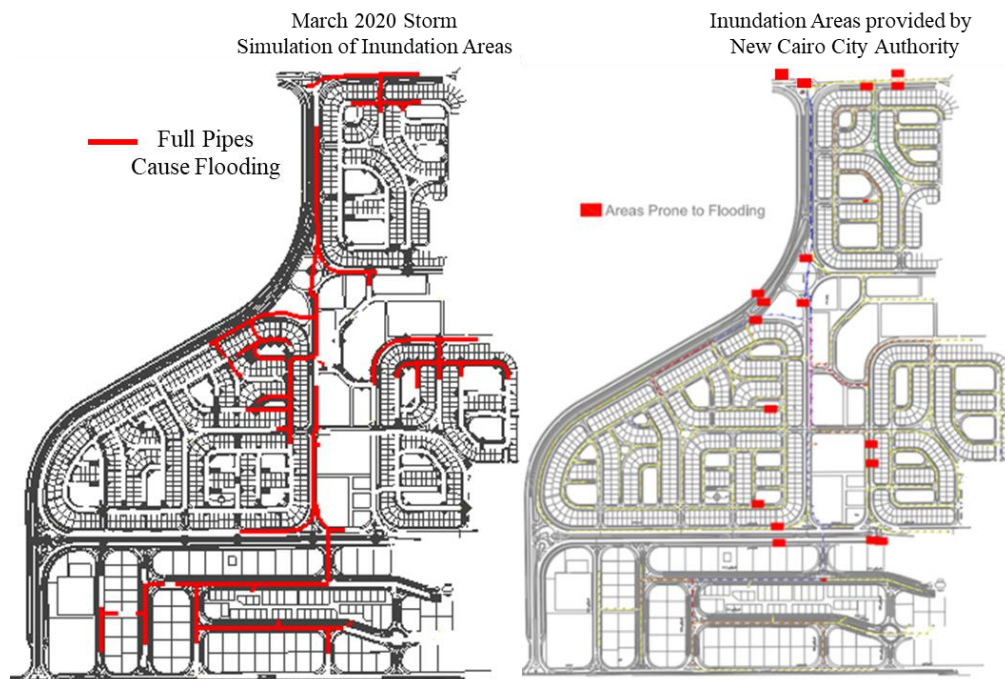 March 2020 Storm
Simulation of Inundation Areas
Inundation Areas provided by
New Cairo City Authority
Full Pipes
Cause Flooding
Areas Prone to Flooding